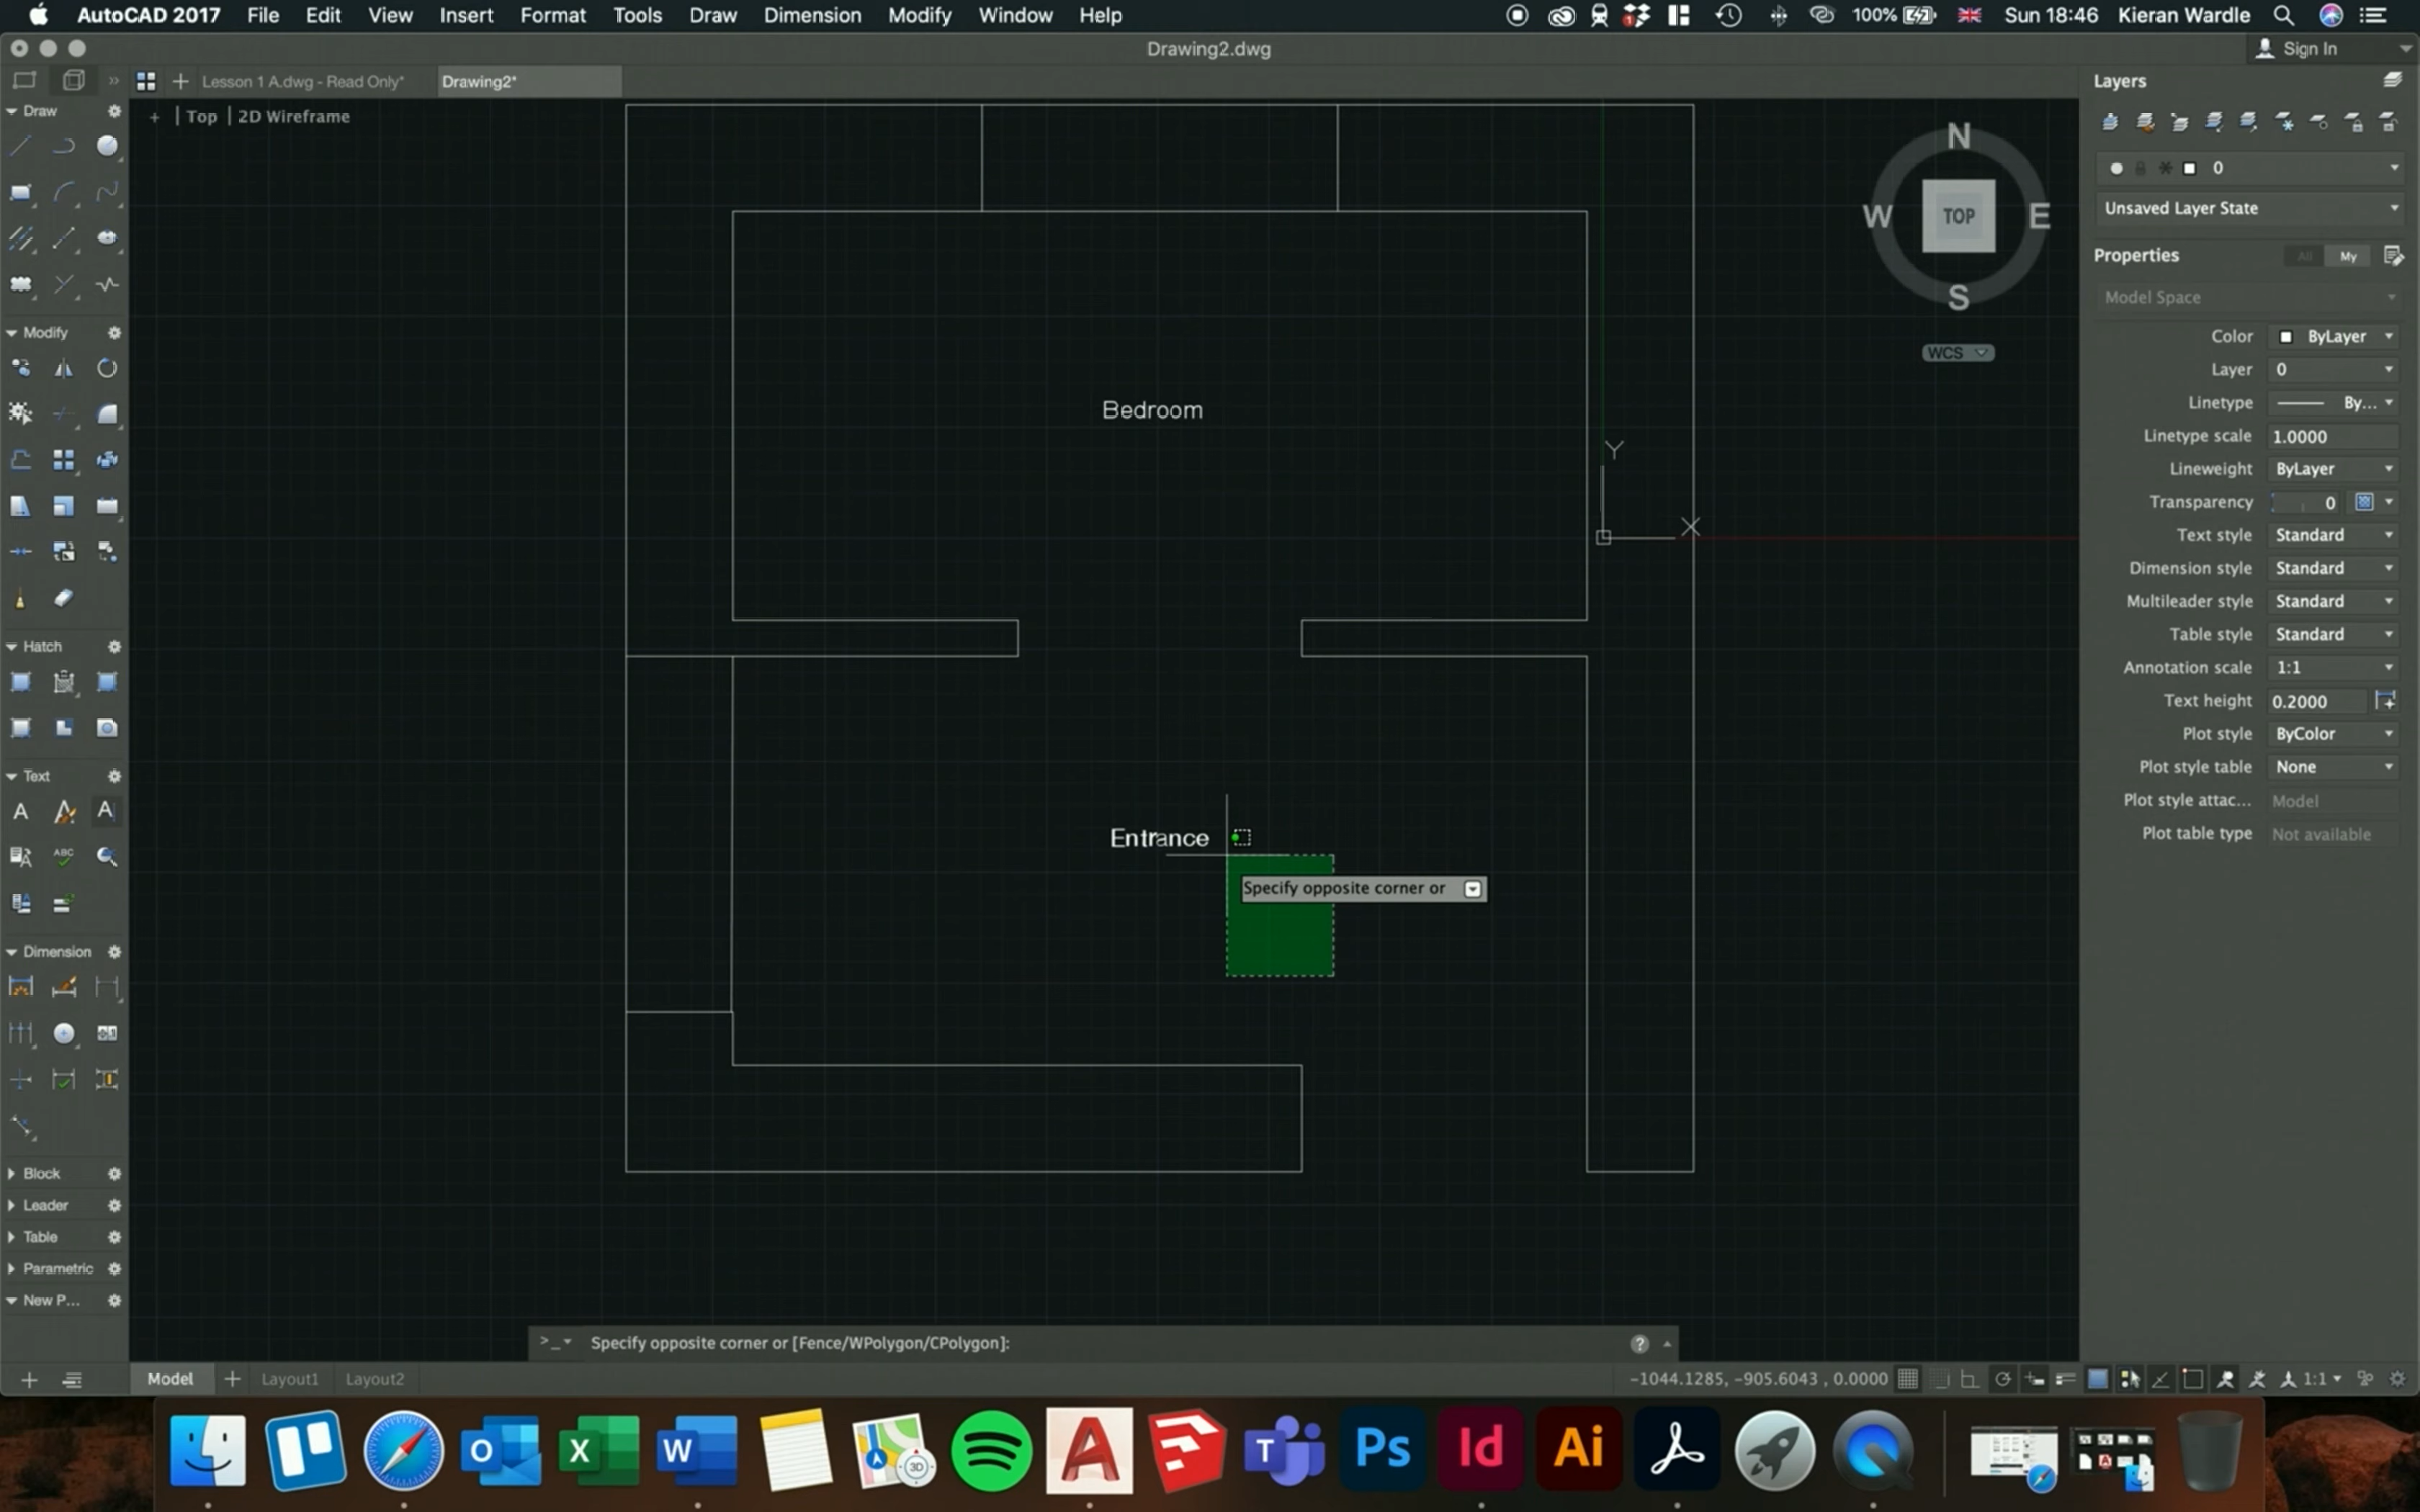 AutoCAD 2017 File Edit View Insert Format Tools Draw Dimension Modify Window Help 100% Sun 18:46 Kieran Wardle
Drawing2.dwg
Sign In
Lesson 1 A.dwg - Read Only* Drawing2*
Layers
Draw
+ | Top | 2D Wireframe
N
W TOP E
S
WCS
0
Unsaved Layer State
Properties All My
Model Space
Color ByLayer
Layer 0
Linetype By...
Linetype scale 1.0000
Lineweight ByLayer
Transparency 0
Text style Standard
Dimension style Standard
Multileader style Standard
Table style Standard
Annotation scale 1:1
Text height 0.2000
Plot style ByColor
Plot style table None
Plot style attac... Model
Plot table type Not available
Modify
Hatch
Text
A A A
ABC
Dimension
Block
Leader
Table
Parametric
New P...
Bedroom
Y
X
Entrance
Specify opposite corner or
>_ Specify opposite corner or [Fence/WPolygon/CPolygon]: ?
Model + Layout1 Layout2
-1044.1285, -905.6043 , 0.0000 1:1
O X W 3D A T Ps Id Ai